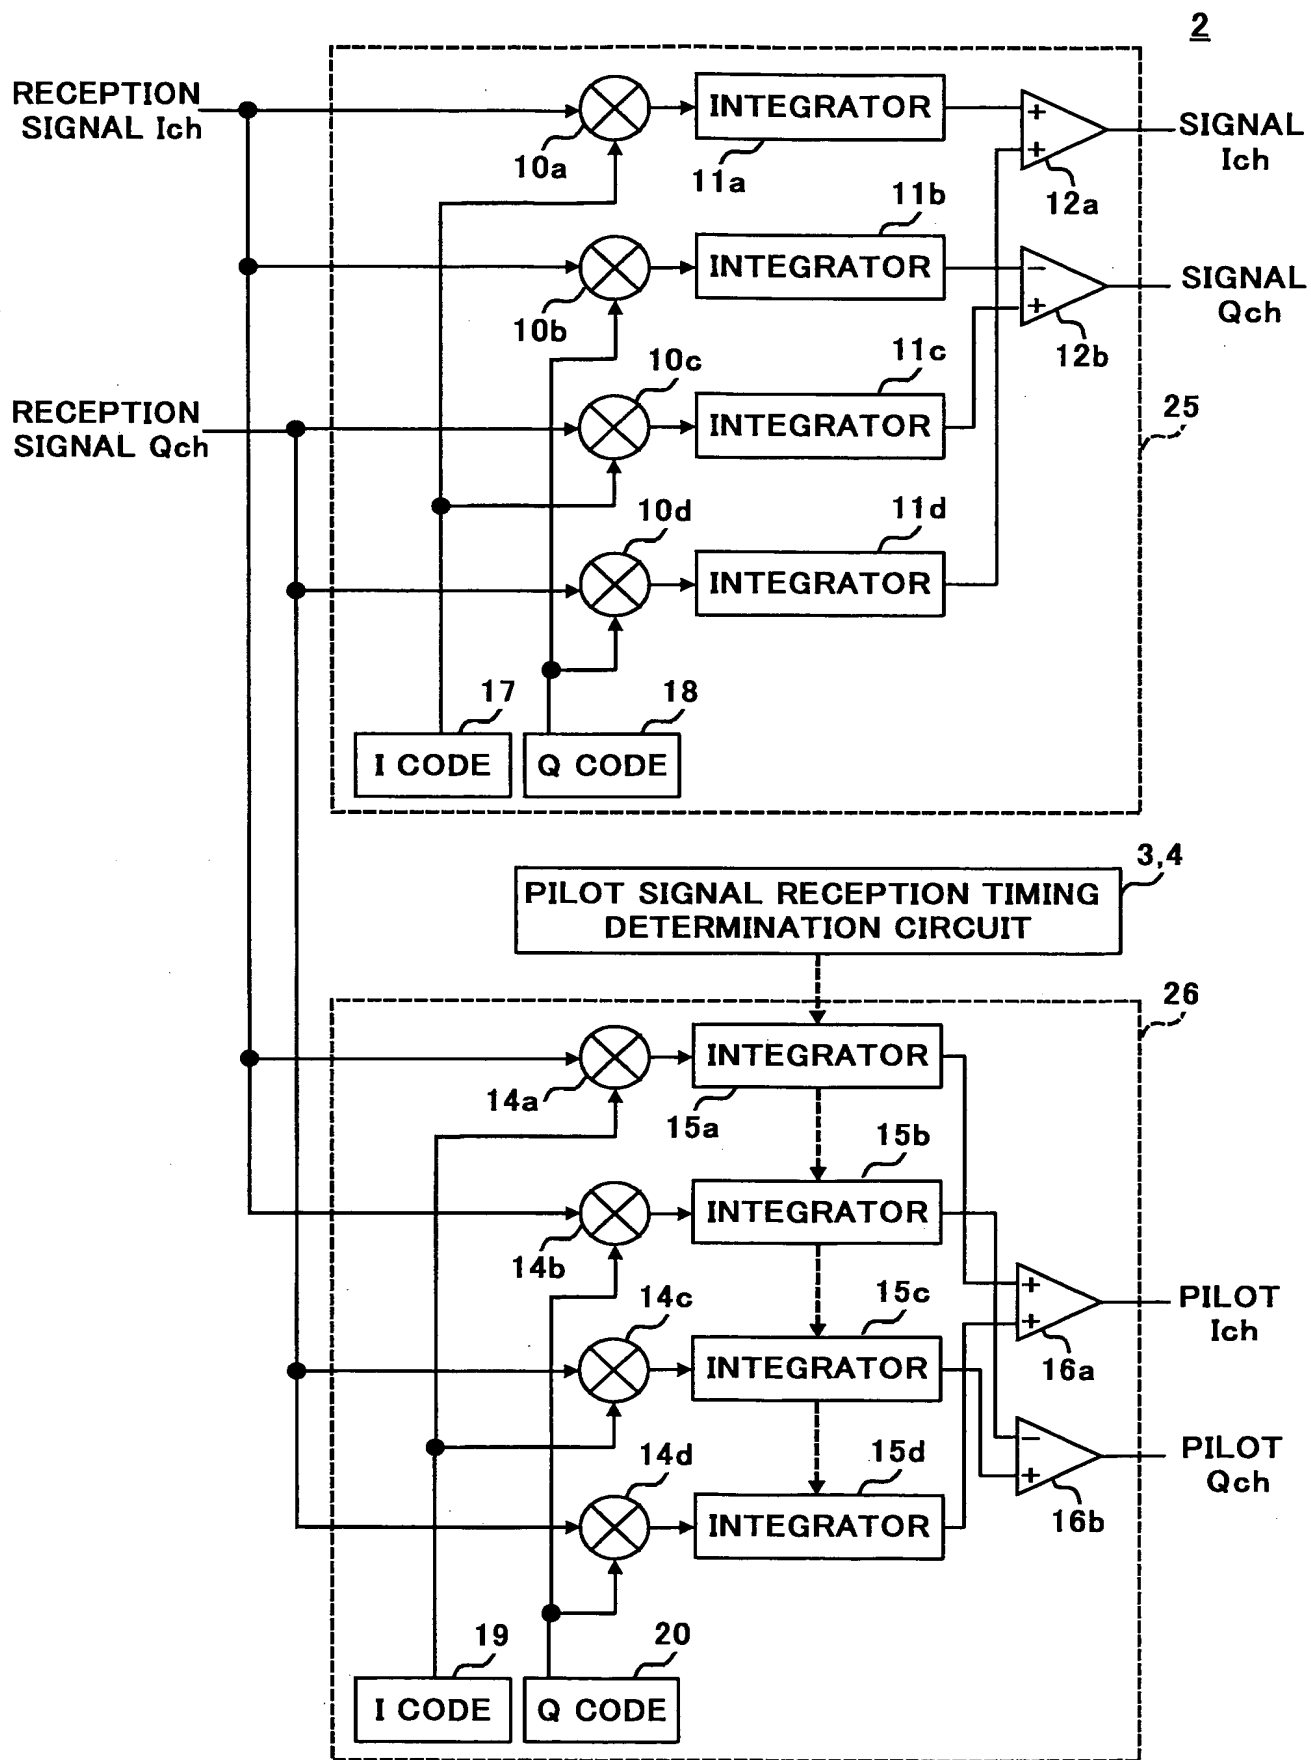 2
RECEPTION
SIGNAL Ich
10a
INTEGRATOR
11a
+
+
12a
SIGNAL
Ich
10b
11b
INTEGRATOR
−
+
12b
SIGNAL
Qch
RECEPTION
SIGNAL Qch
10c
11c
INTEGRATOR
25
10d
11d
INTEGRATOR
17
I CODE
18
Q CODE
3,4
PILOT SIGNAL RECEPTION TIMING
DETERMINATION CIRCUIT
26
14a
INTEGRATOR
15a
14b
15b
INTEGRATOR
14c
15c
INTEGRATOR
+
+
16a
PILOT
Ich
14d
15d
INTEGRATOR
−
+
16b
PILOT
Qch
19
I CODE
20
Q CODE